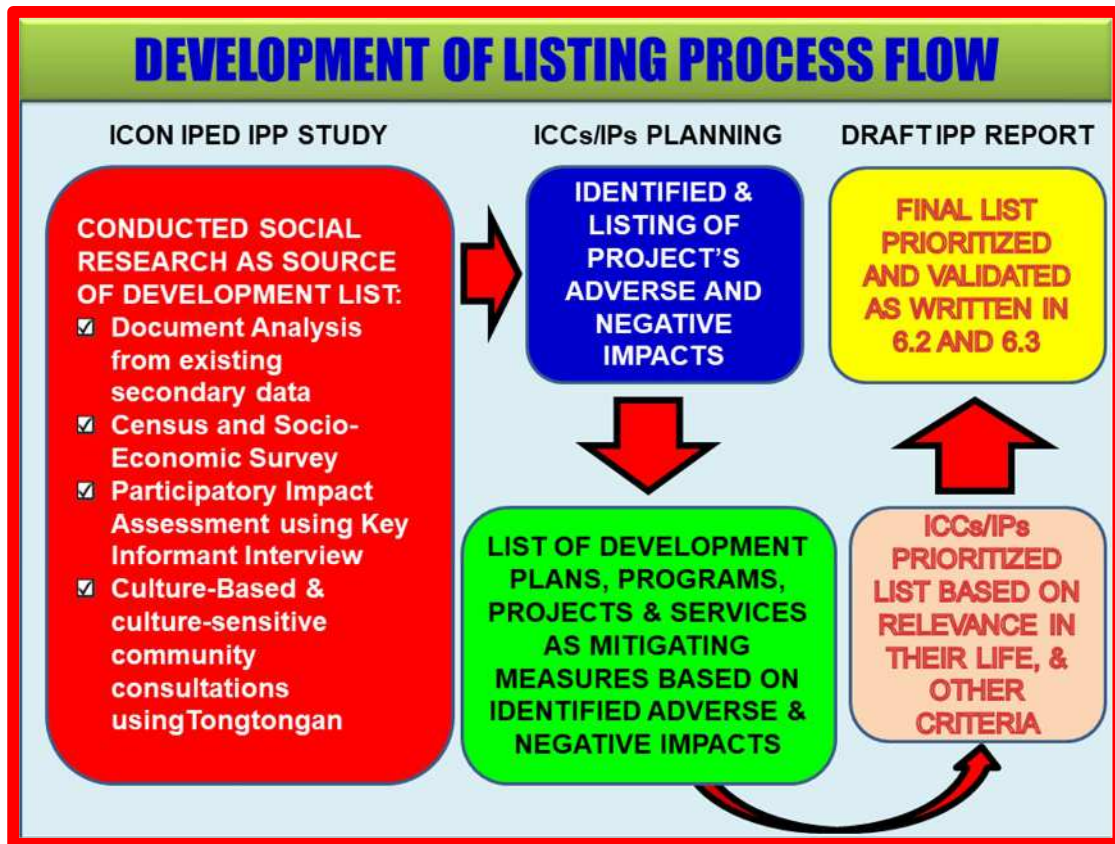 DEVELOPMENT OF LISTING PROCESS FLOW
ICON IPED IPP STUDY
CONDUCTED SOCIAL
RESEARCH AS SOURCE
OF DEVELOPMENT LIST:
Document Analysis
from existing
secondary data
Census and Socio-
Economic Survey
Participatory Impact
Assessment using Key
Informant Interview
Culture-Based &
culture-sensitive
community
consultations
usingTongtongan
ICCs/IPs PLANNING
IDENTIFIED &
LISTING OF
PROJECT'S
ADVERSE AND
NEGATIVE
IMPACTS
LIST OF DEVELOPMENT
PLANS, PROGRAMS,
PROJECTS & SERVICES
AS MITIGATING
MEASURES BASED ON
IDENTIFIED ADVERSE &
NEGATIVE IMPACTS
DRAFT IPP REPORT
FINAL LIST
PRIORITIZED
AND VALIDATED
AS WRITTEN IN
6.2 AND 6.3
ICCs/IPs
PRIORITIZED
LIST BASED ON
RELEVANCE IN
THEIR LIFE, &
OTHER
CRITERIA